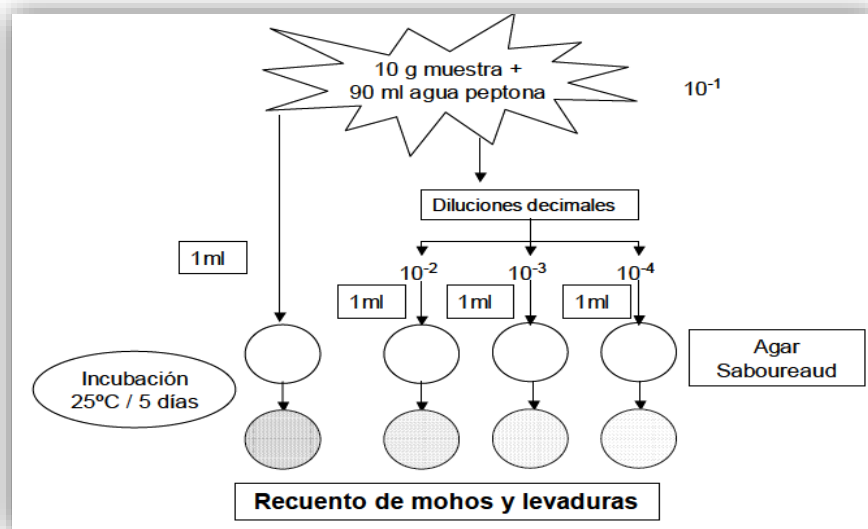 10 g muestra +
90 ml agua peptona
10⁻¹
Diluciones decimales
1ml
10⁻² 10⁻³ 10⁻⁴
1ml 1ml 1ml
Incubación
25ºC / 5 días
Agar
Saboureaud
Recuento de mohos y levaduras